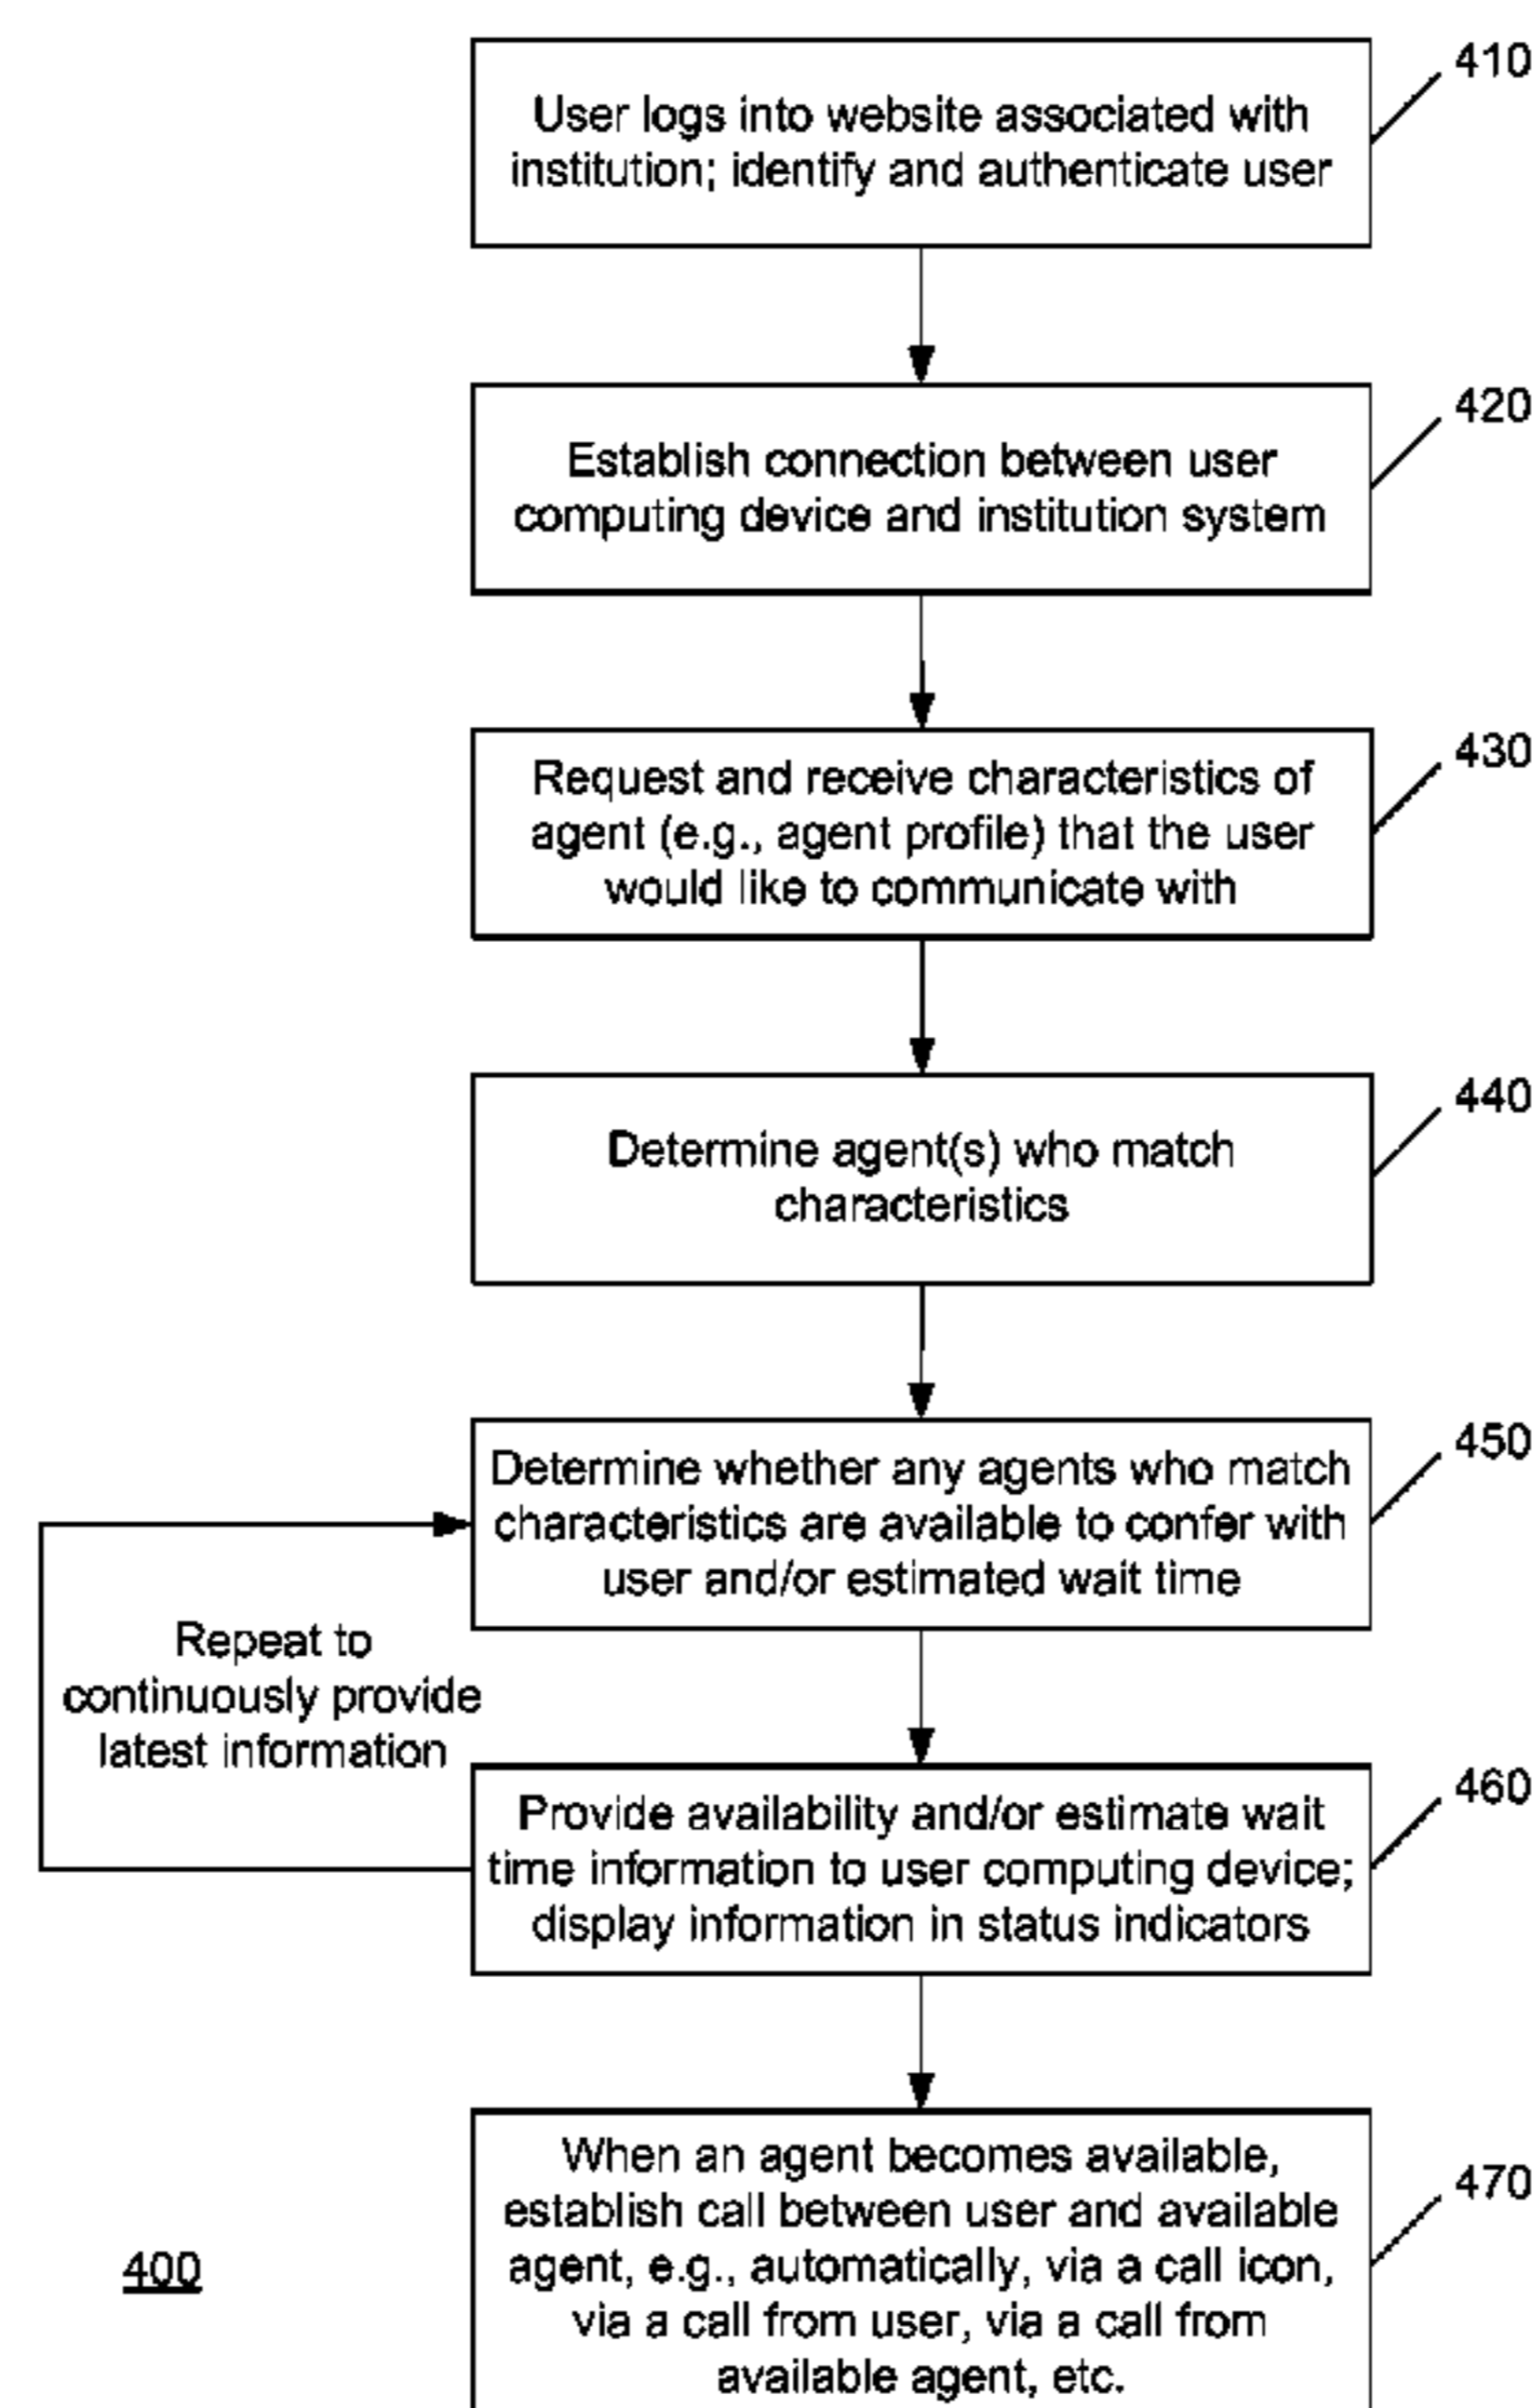 410
User logs into website associated with
institution; identify and authenticate user
420
Establish connection between user
computing device and institution system
430
Request and receive characteristics of
agent (e.g., agent profile) that the user
would like to communicate with
440
Determine agent(s) who match
characteristics
450
Determine whether any agents who match
characteristics are available to confer with
user and/or estimated wait time
Repeat to
continuously provide
latest information
460
Provide availability and/or estimate wait
time information to user computing device;
display information in status indicators
470
When an agent becomes available,
establish call between user and available
agent, e.g., automatically, via a call icon,
via a call from user, via a call from
available agent, etc.
400